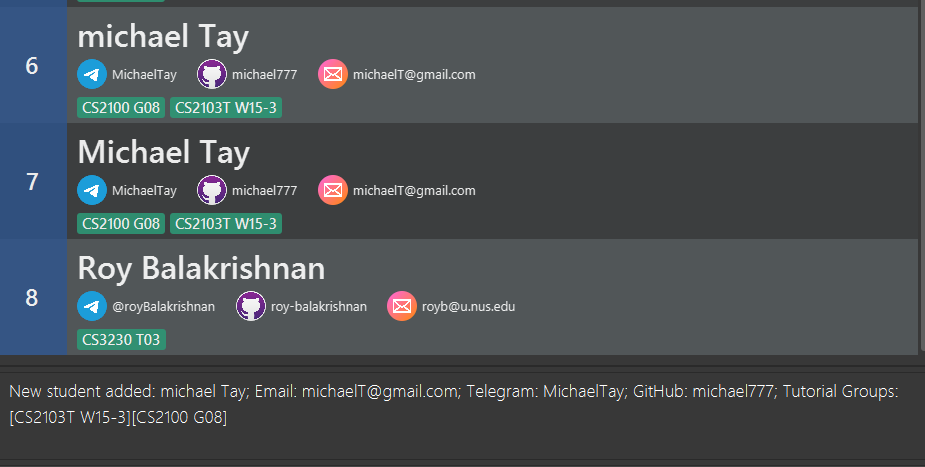 6
michael Tay
MichaelTay michael777 michaelT@gmail.com
CS2100 G08 CS2103T W15-3
7
Michael Tay
MichaelTay michael777 michaelT@gmail.com
CS2100 G08 CS2103T W15-3
8
Roy Balakrishnan
@royBalakrishnan roy-balakrishnan royb@u.nus.edu
CS3230 T03
New student added: michael Tay; Email: michaelT@gmail.com; Telegram: MichaelTay; GitHub: michael777; Tutorial Groups:
[CS2103T W15-3][CS2100 G08]